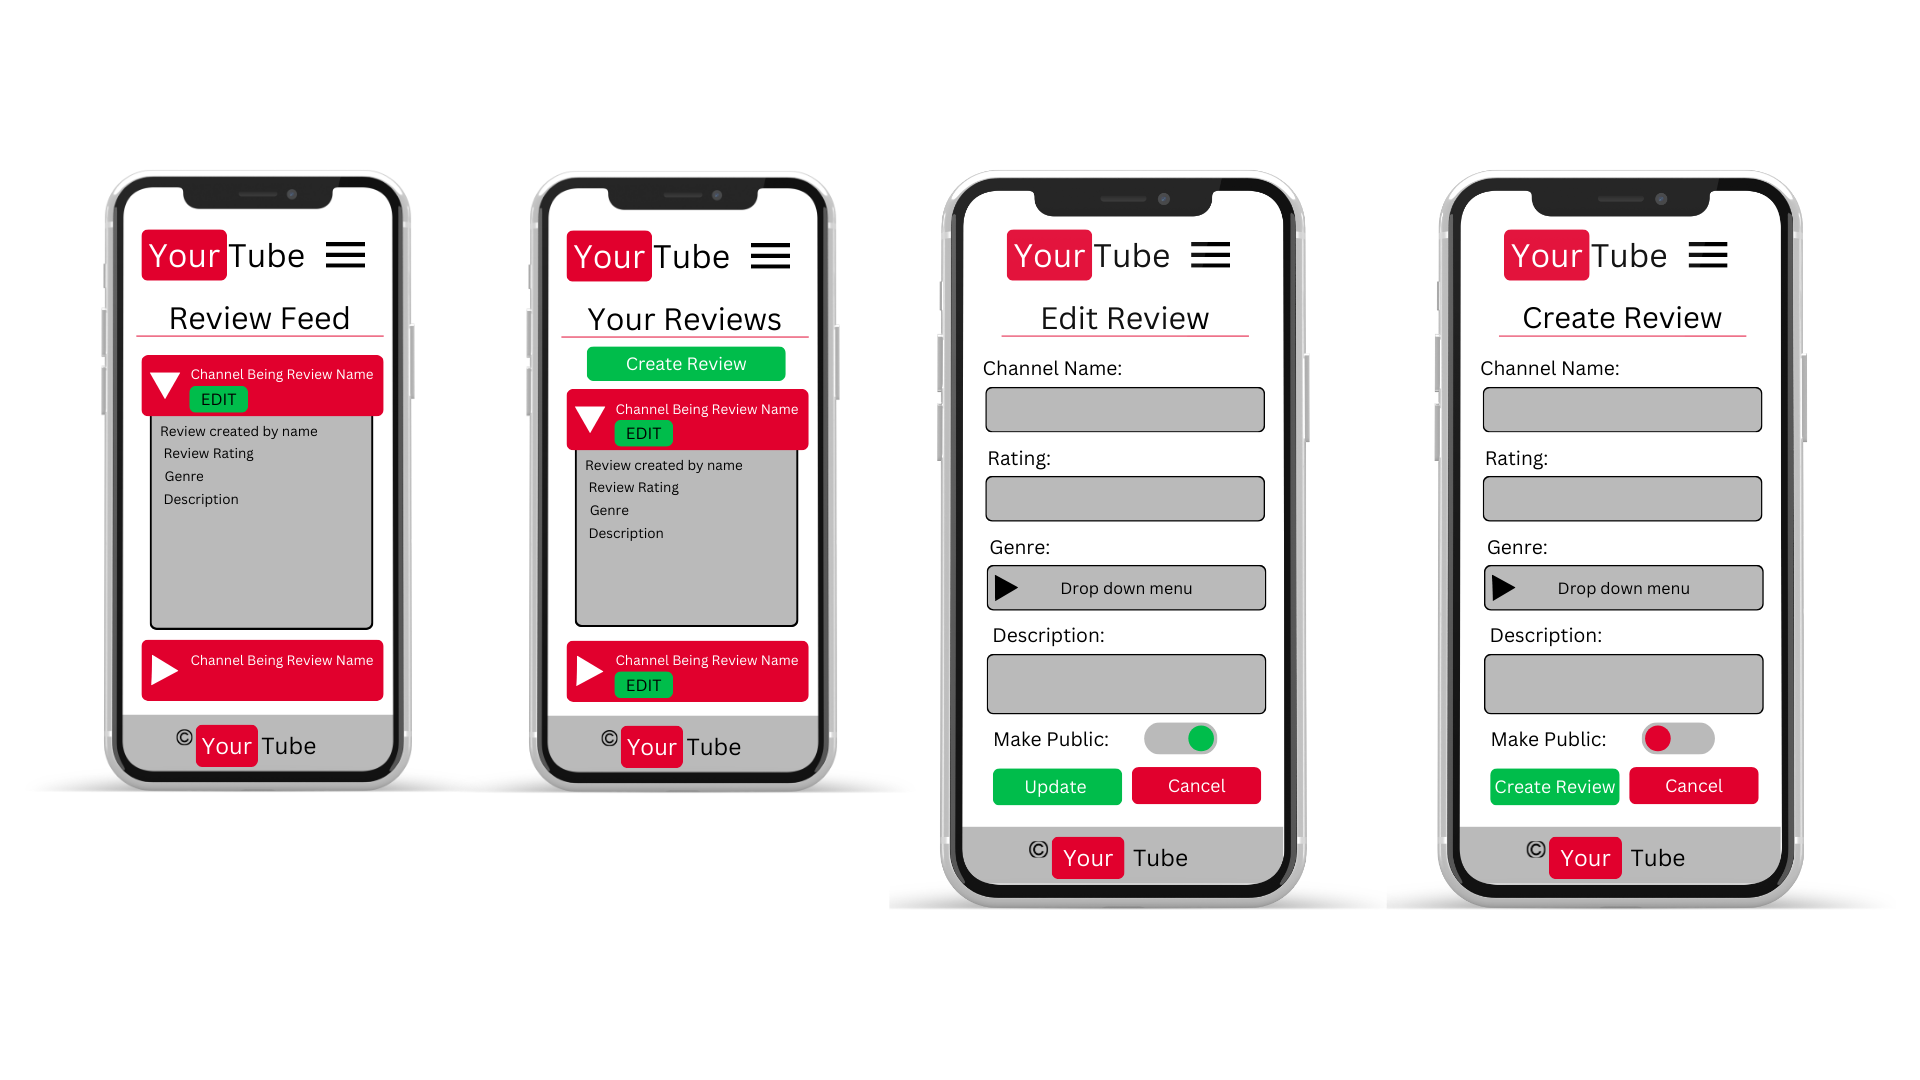 Your Tube
Review Feed
Channel Being Review Name
EDIT
Review created by name
Review Rating
Genre
Description
Channel Being Review Name
© Your Tube
Your Tube
Your Reviews
Create Review
Channel Being Review Name
EDIT
Review created by name
Review Rating
Genre
Description
Channel Being Review Name
EDIT
© Your Tube
Your Tube
Edit Review
Channel Name:
Rating:
Genre:
Drop down menu
Description:
Make Public:
Update Cancel
© Your Tube
Your Tube
Create Review
Channel Name:
Rating:
Genre:
Drop down menu
Description:
Make Public:
Create Review Cancel
© Your Tube